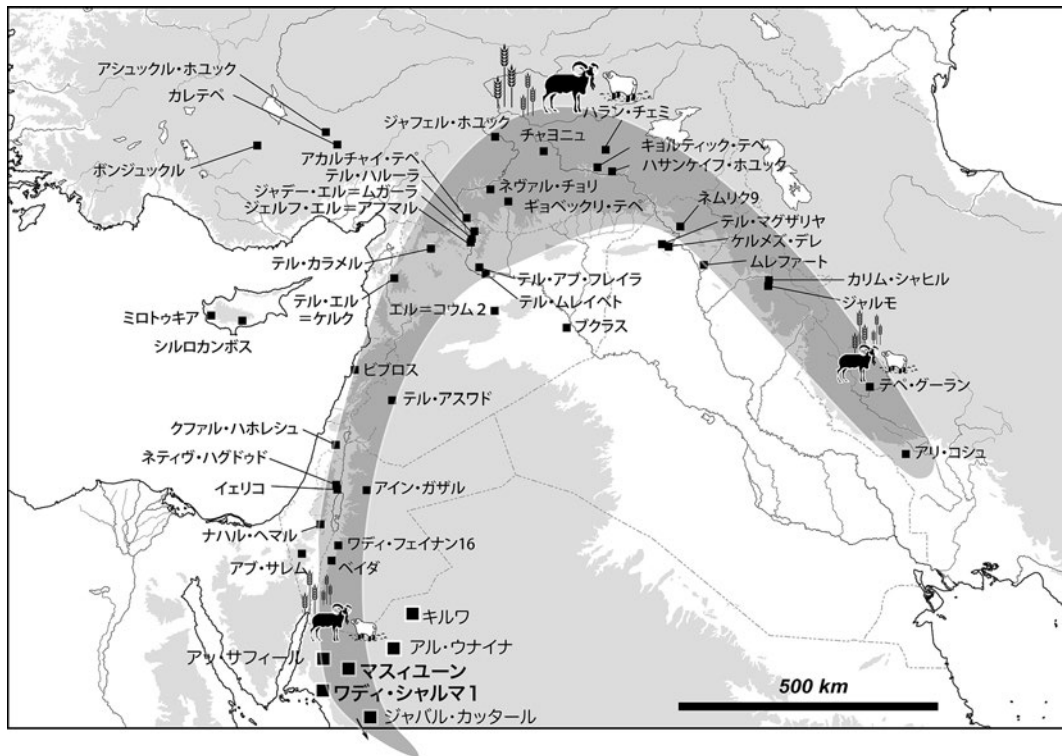 アシュックル・ホユック
カレテペ
ボンジュックル
ジャフェル・ホユック
ハラン・チェミ
チャヨニュ
キョルティック・テペ
ハサンケイフ・ホユック
アカルチャイ・テペ
テル・ハルーラ
ジャデー・エル＝ムガーラ
ジェルフ・エル＝アフマル
ネヴァル・チョリ
ギョベックリ・テペ
ネムリク9
テル・マグザリヤ
ケルメズ・デレ
ムレファート
テル・カラメル
テル・アブ・フレイラ
テル・ムレイベト
カリム・シャヒル
ジャルモ
テル・エル
＝ケルク
エル＝コウム 2
ブクラス
ミロトゥキア
シルロカンボス
ビブロス
テペ・グーラン
テル・アスワド
クファル・ハホレシュ
アリ・コシュ
ネティヴ・ハグドゥド
イェリコ
アイン・ガザル
ナハル・ヘマル
ワディ・フェイナン16
アブ・サレム
ベイダ
キルワ
アル・ウナイナ
アッ・サフィール
マスィユーン
ワディ・シャルマ1
ジャバル・カッタール
500 km